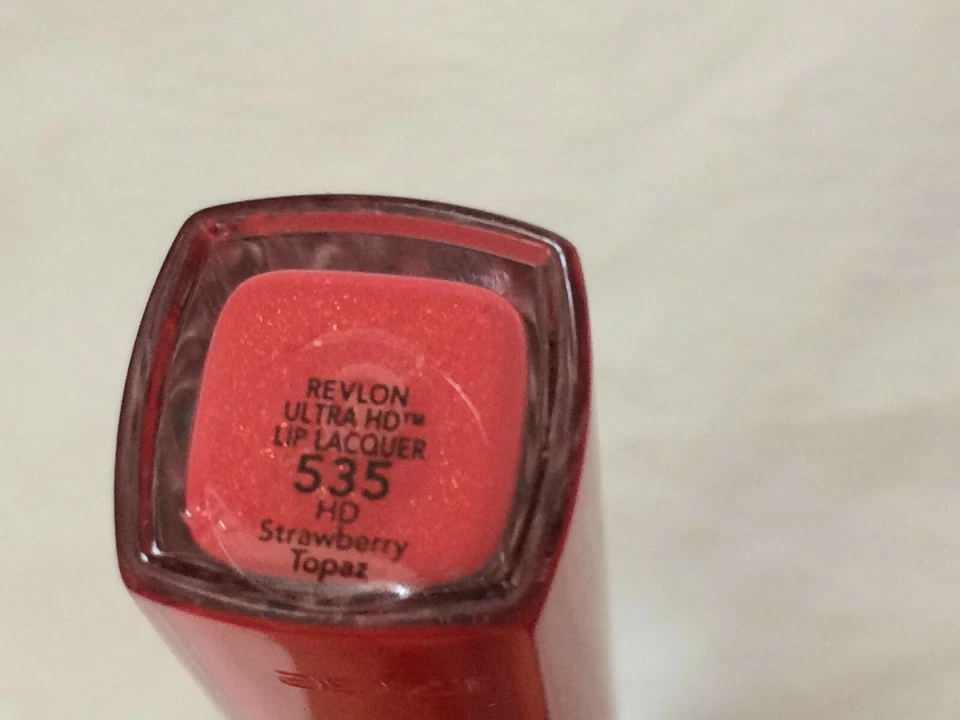 REVLON
ULTRA HD™
LIP LACQUER
535
HD
Strawberry
Topaz